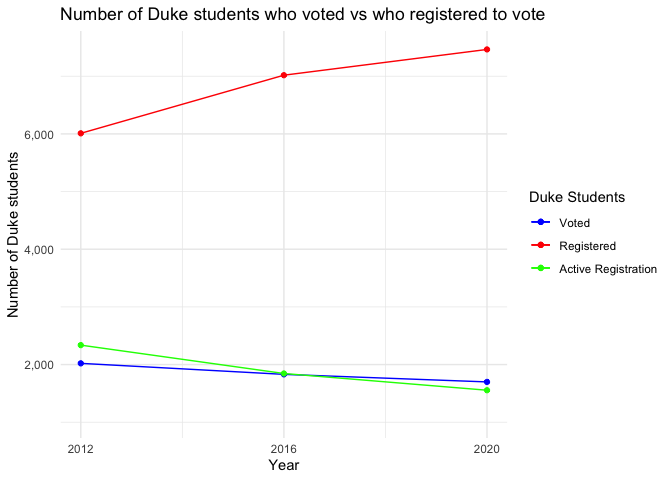 Number of Duke students who voted vs who registered to vote
Number of Duke students
6,000
4,000
2,000
2012
2016
2020
Year
Duke Students
Voted
Registered
Active Registration